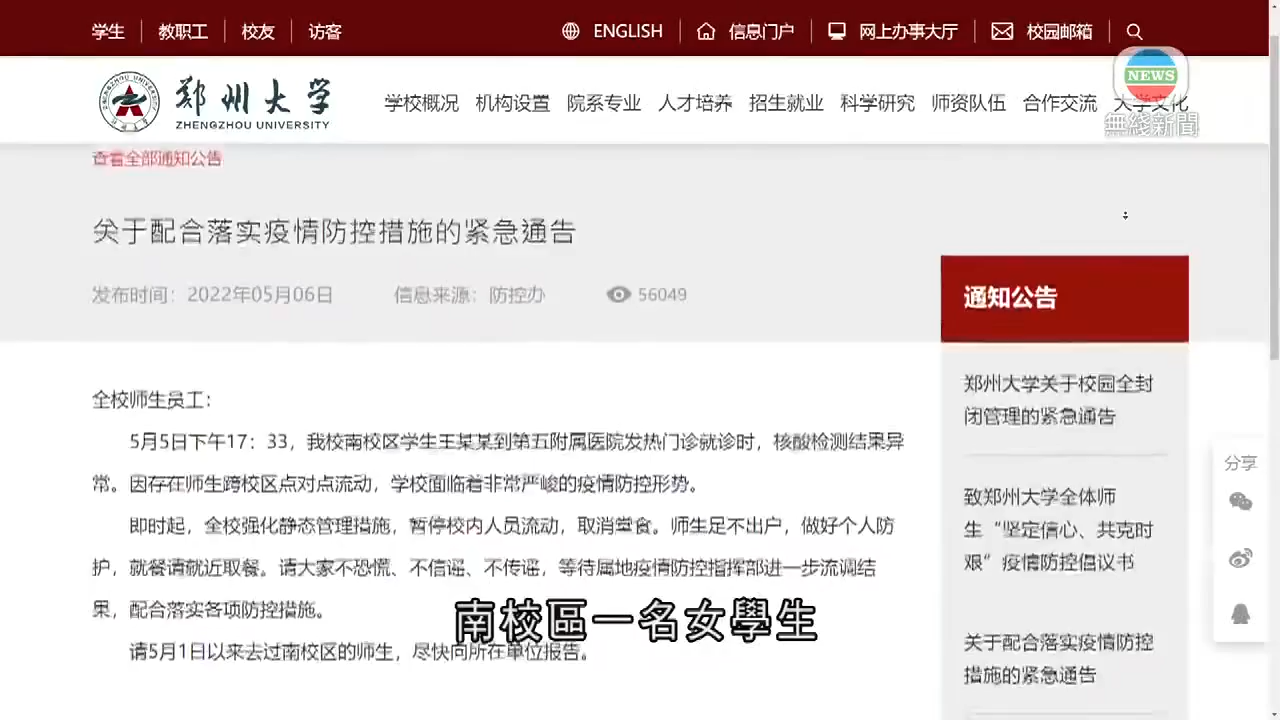 学生 教职工 校友 访客 ENGLISH 信息门户 网上办事大厅 校园邮箱
NEWS
無綫新聞
郑州大学
ZHENGZHOU UNIVERSITY
学校概况 机构设置 院系专业 人才培养 招生就业 科学研究 师资队伍 合作交流 大学文化
查看全部通知公告
关于配合落实疫情防控措施的紧急通告
发布时间：2022年05月06日 信息来源：防控办 56049
全校师生员工：
5月5日下午17：33，我校南校区学生王某某到第五附属医院发热门诊就诊时，核酸检测结果异
常。因存在师生跨校区点对点流动，学校面临着非常严峻的疫情防控形势。
即时起，全校强化静态管理措施，暂停校内人员流动，取消堂食。师生足不出户，做好个人防
护，就餐请就近取餐。请大家不恐慌、不信谣、不传谣，等待属地疫情防控指挥部进一步流调结
果，配合落实各项防控措施。
请5月1日以来去过南校区的师生，尽快向所在单位报告。
南校區一名女學生
通知公告
郑州大学关于校园全封
闭管理的紧急通告
致郑州大学全体师
生“坚定信心、共克时
艰”疫情防控倡议书
关于配合落实疫情防控
措施的紧急通告
分享